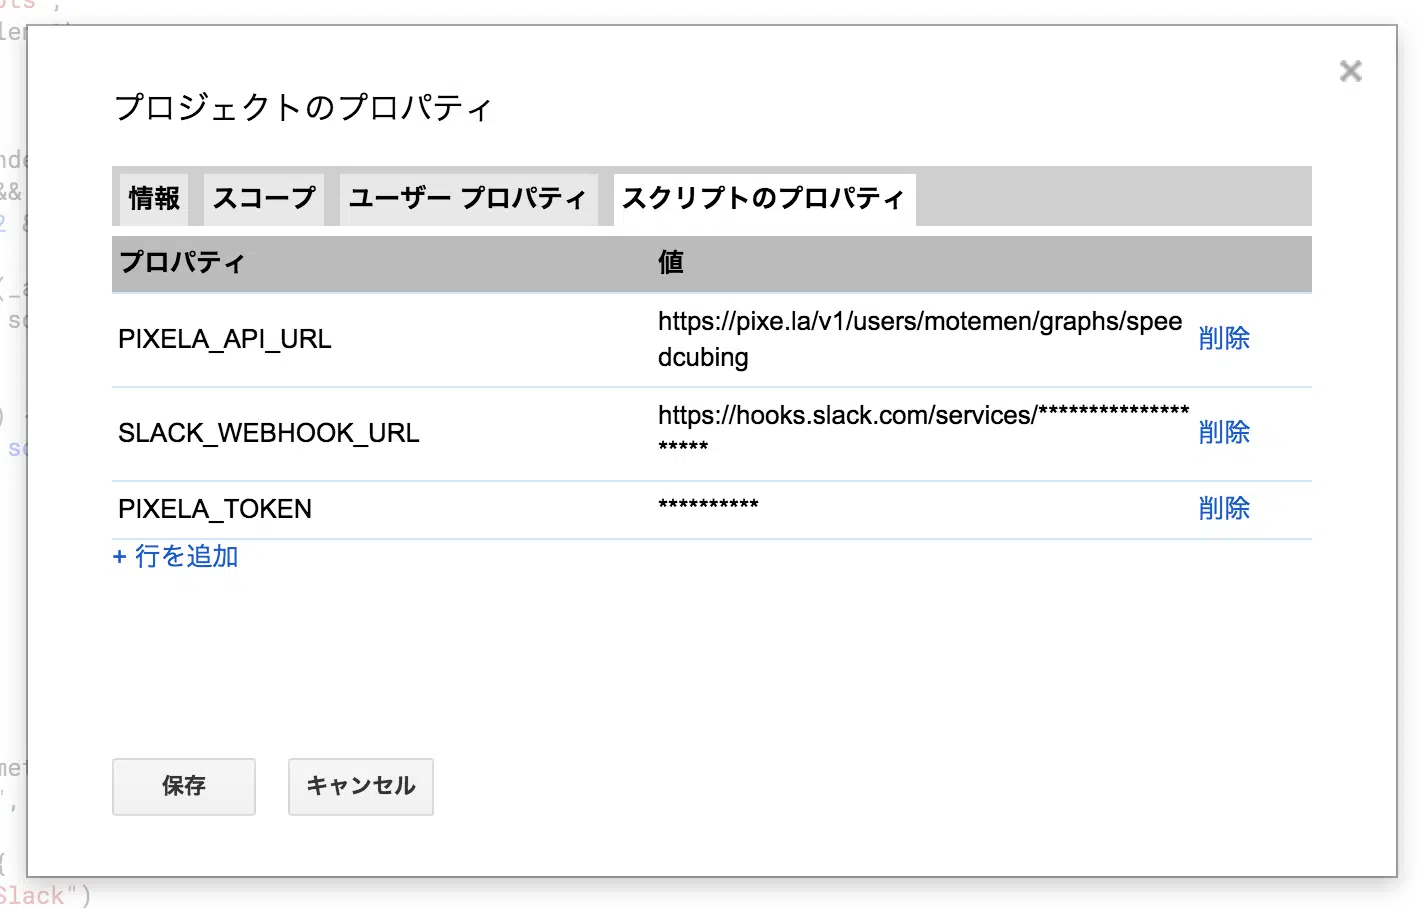 プロジェクトのプロパティ
情報 スコープ ユーザー プロパティ スクリプトのプロパティ
プロパティ 値
PIXELA_API_URL https://pixe.la/v1/users/motemen/graphs/spee 削除
dcubing
SLACK_WEBHOOK_URL https://hooks.slack.com/services/*************** 削除
*****
PIXELA_TOKEN ********** 削除
+ 行を追加
保存 キャンセル
Slack")